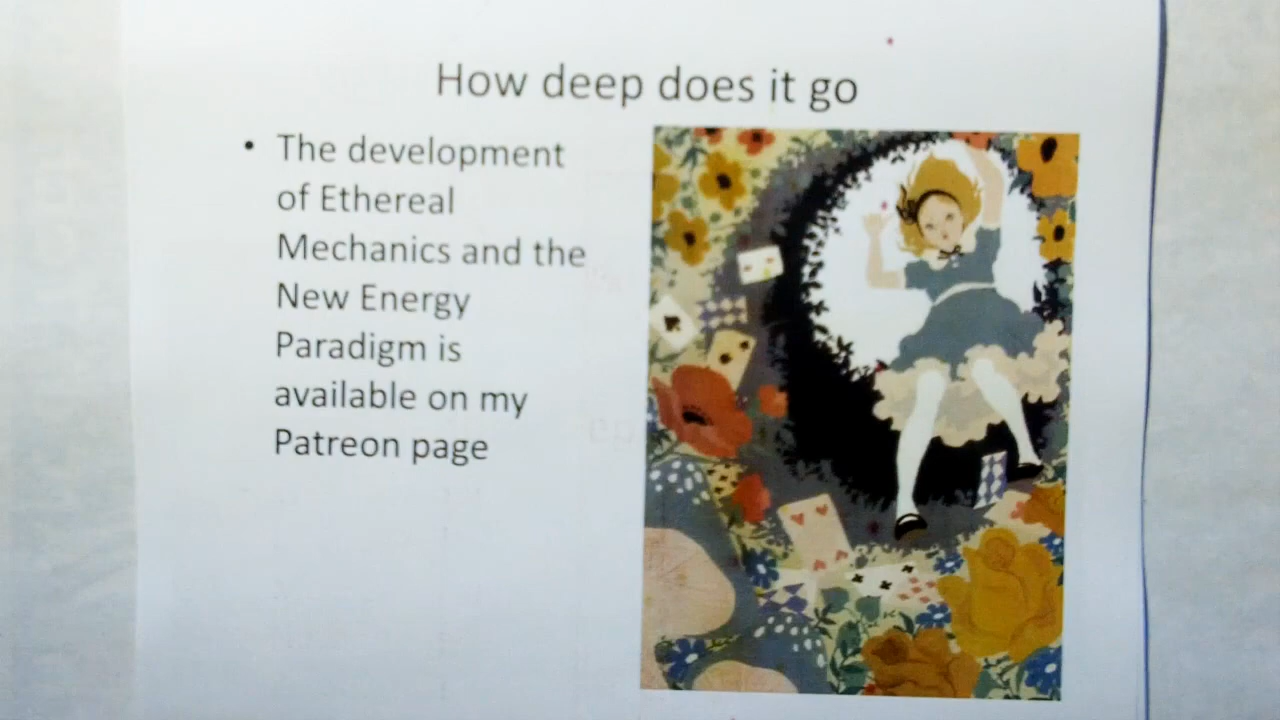 How deep does it go
• The development
of Ethereal
Mechanics and the
New Energy
Paradigm is
available on my
Patreon page